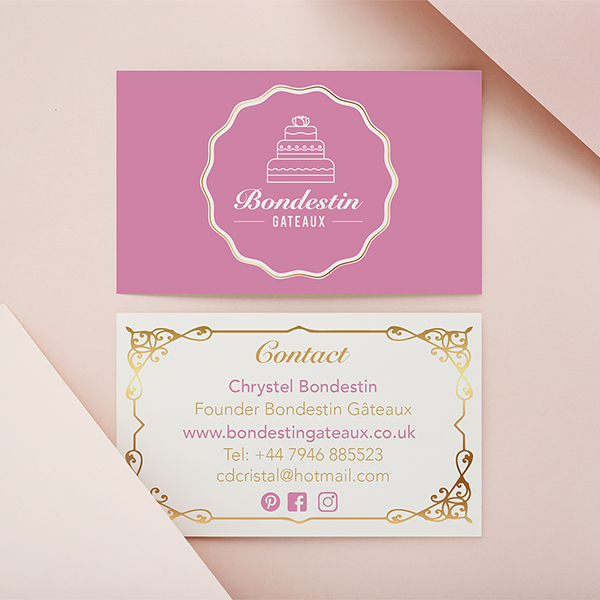 Bondestin
GATEAUX
Contact
Chrystel Bondestin
Founder Bondestin Gâteaux
www.bondestingateaux.co.uk
Tel: +44 7946 885523
cdcristal@hotmail.com